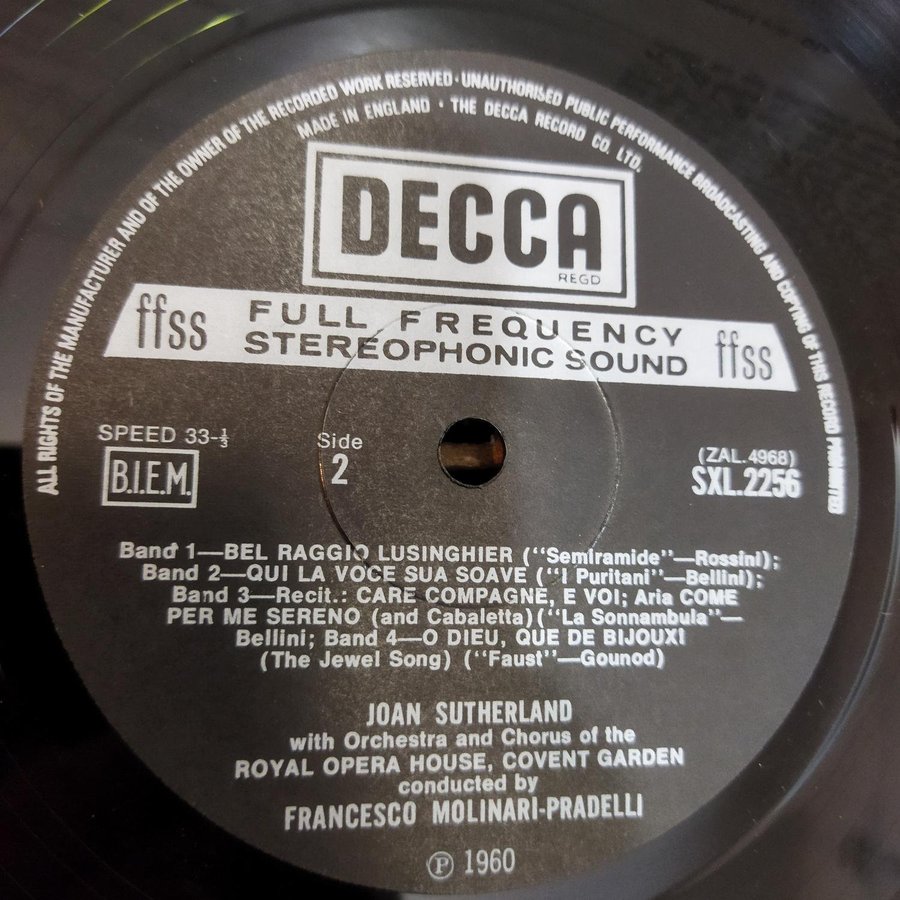 ALL RIGHTS OF THE MANUFACTURER AND OF THE OWNER OF THE RECORDED WORK RESERVED · UNAUTHORISED PUBLIC PERFORMANCE BROADCASTING AND COPYING OF THIS RECORD PROHIBITED
MADE IN ENGLAND · THE DECCA RECORD CO. LTD.
DECCA
REGD
ffss FULL FREQUENCY ffss
STEREOPHONIC SOUND
SPEED 33-⅓
B.I.E.M.
Side
2
(ZAL.4968)
SXL.2256
Band 1—BEL RAGGIO LUSINGHIER (“Semiramide”—Rossini);
Band 2—QUI LA VOCE SUA SOAVE (“I Puritani”—Bellini);
Band 3—Recit.: CARE COMPAGNE, E VOI; Aria COME
PER ME SERENO (and Cabaletta) (“La Sonnambula”—
Bellini; Band 4—O DIEU, QUE DE BIJOUXI
(The Jewel Song) (“Faust”—Gounod)
JOAN SUTHERLAND
with Orchestra and Chorus of the
ROYAL OPERA HOUSE, COVENT GARDEN
conducted by
FRANCESCO MOLINARI-PRADELLI
Ⓟ 1960